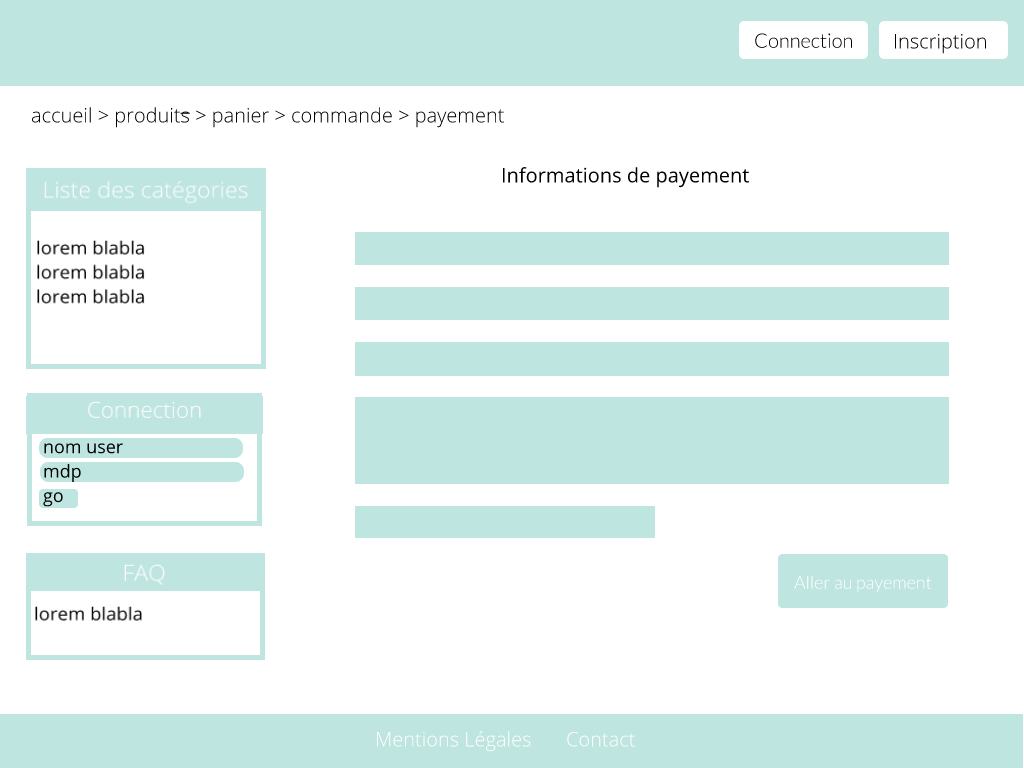 Connection
Inscription
accueil > produits > panier > commande > payement
Liste des catégories
lorem blabla
lorem blabla
lorem blabla
Connection
nom user
mdp
go
FAQ
lorem blabla
Informations de payement
Aller au payement
Mentions Légales
Contact